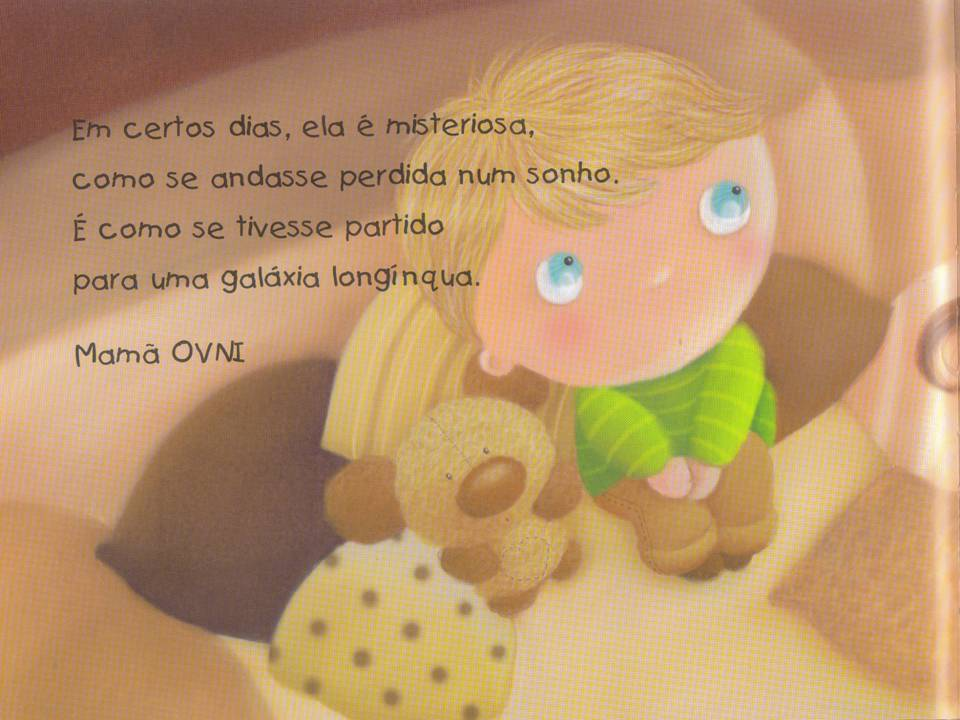 Em certos dias, ela é misteriosa,
como se andasse perdida num sonho.
É como se tivesse partido
para uma galáxia longínqua.
Mamã OVNI